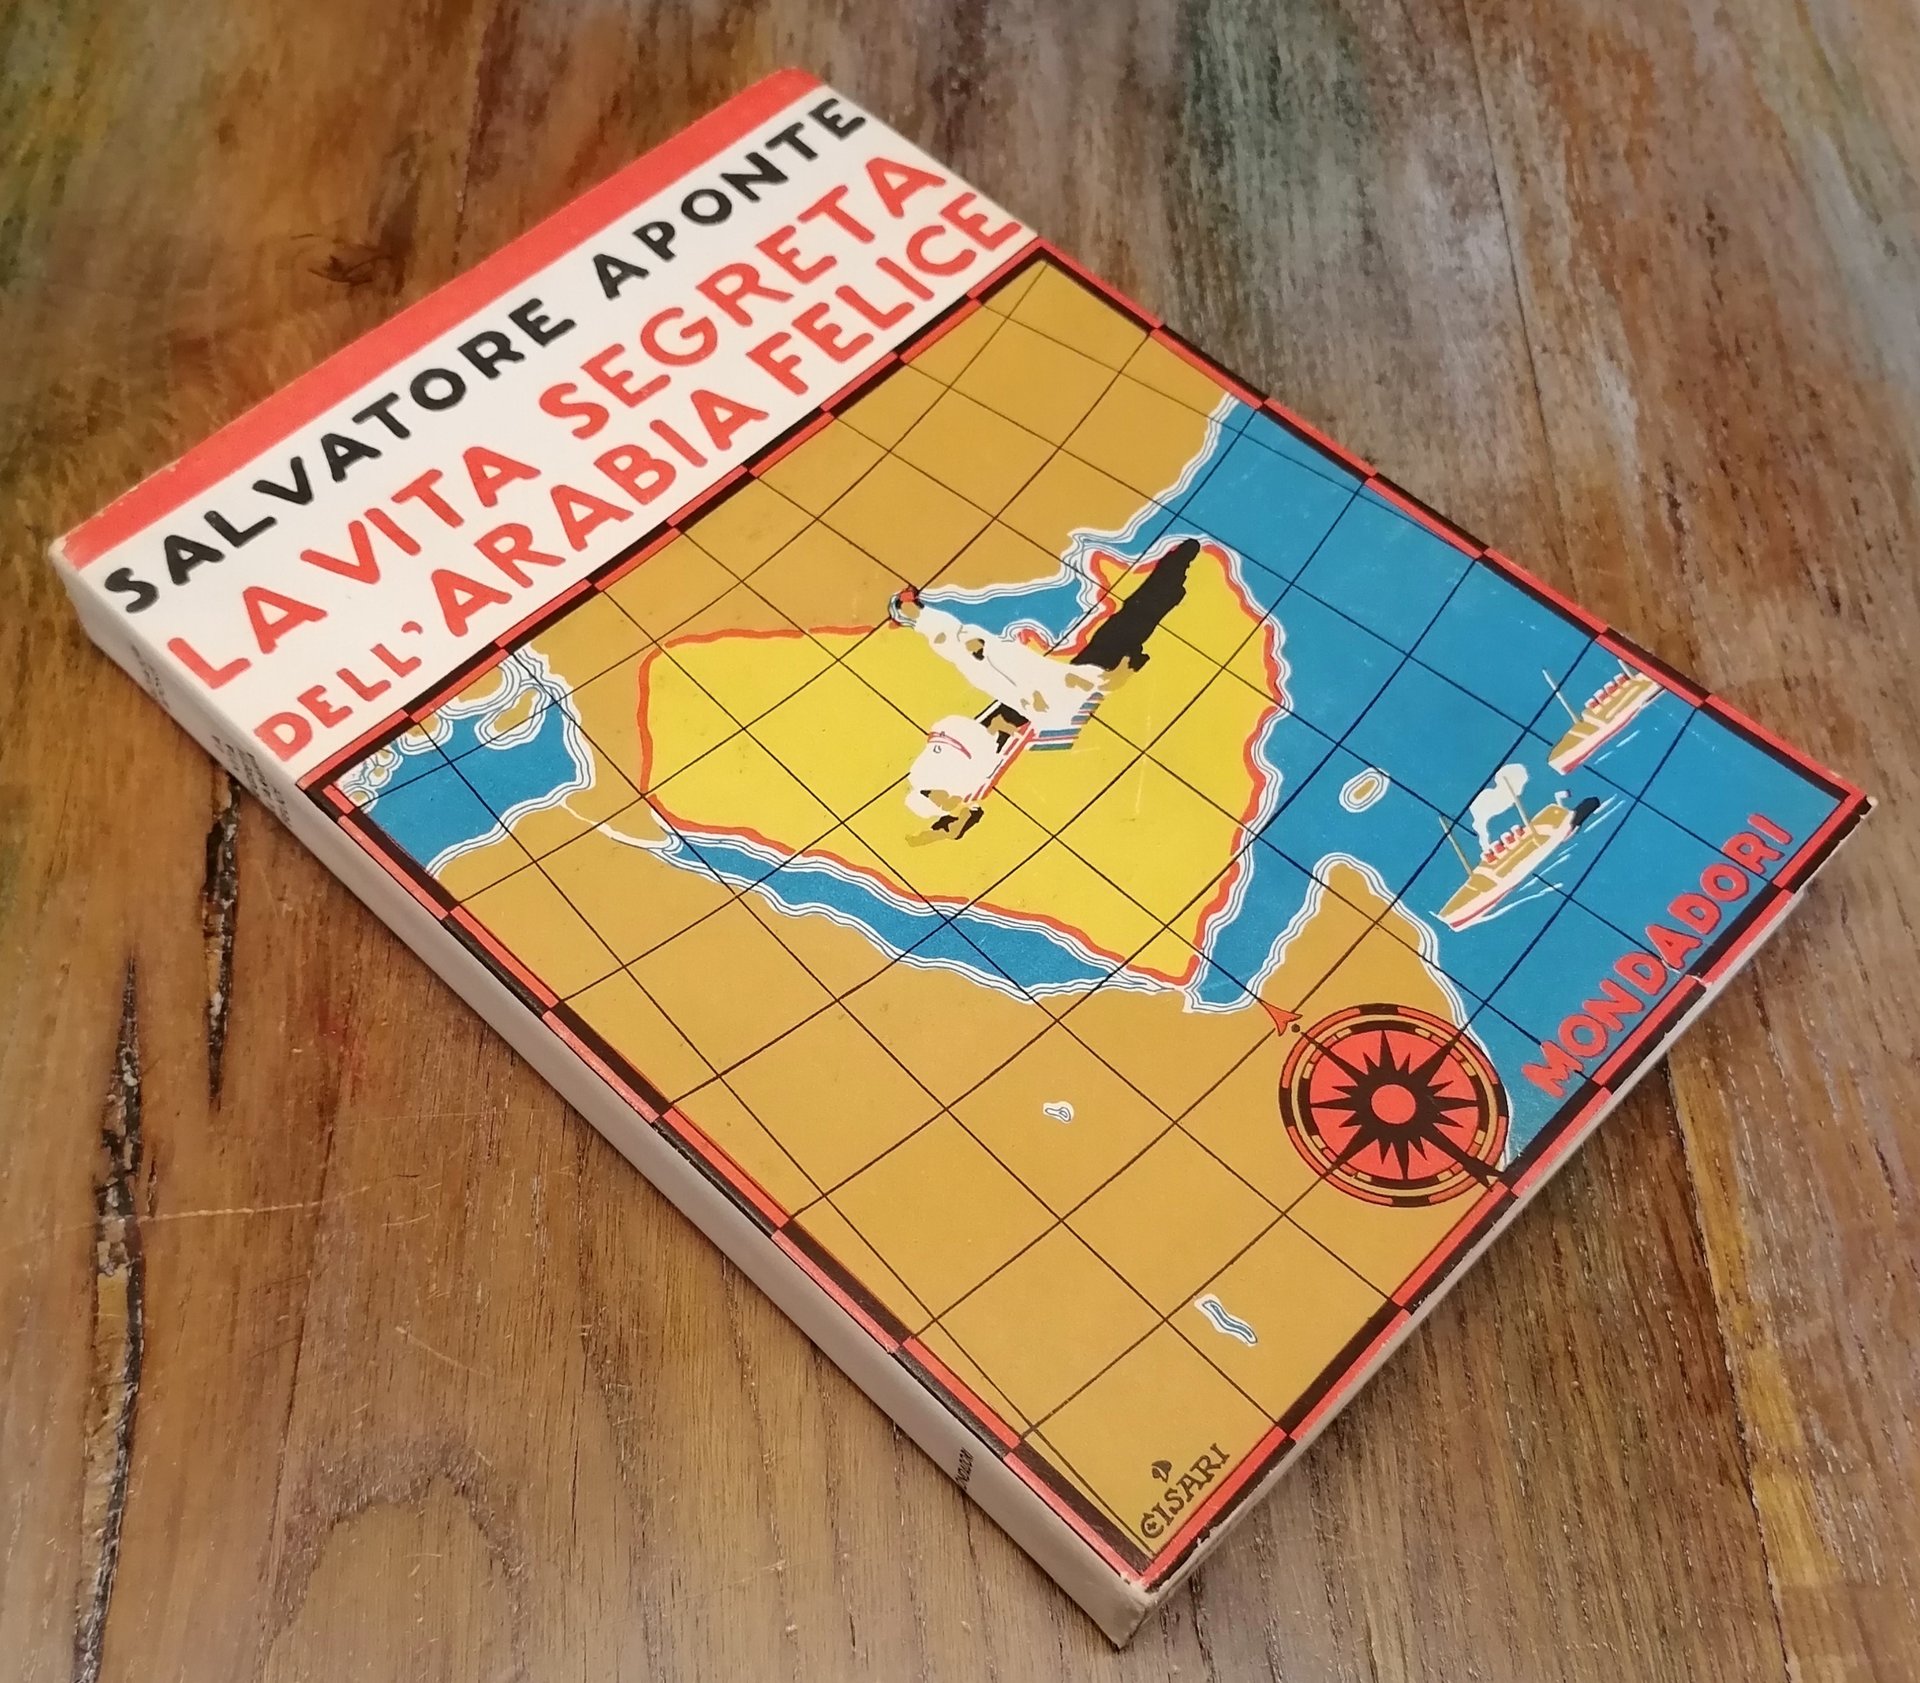 SALVATORE APONTE
LA VITA SEGRETA
DELL'ARABIA FELICE
MONDADORI
CISARI